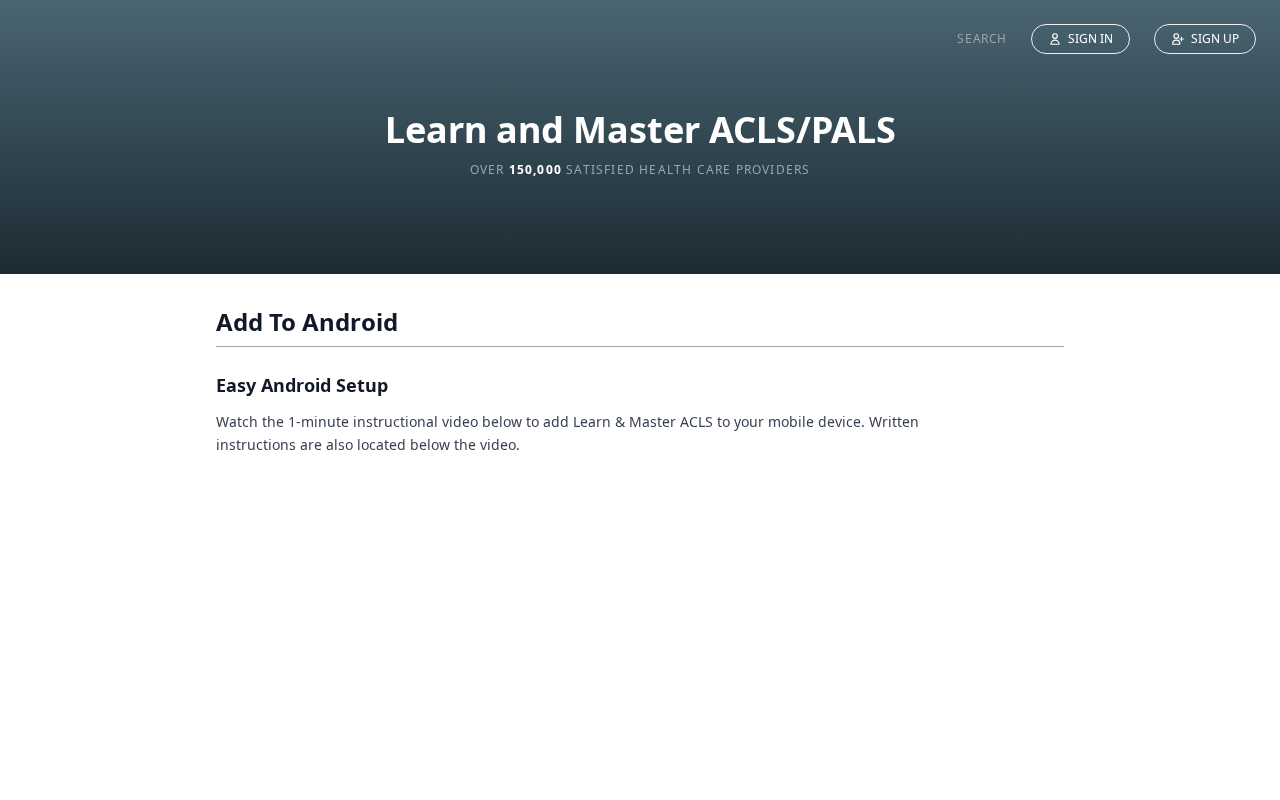 SEARCH
SIGN IN
SIGN UP
Learn and Master ACLS/PALS
OVER 150,000 SATISFIED HEALTH CARE PROVIDERS
Add To Android
Easy Android Setup
Watch the 1-minute instructional video below to add Learn & Master ACLS to your mobile device. Written
instructions are also located below the video.